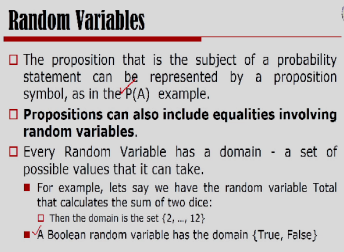 Random Variables
The proposition that is the subject of a probability
statement can be represented by a proposition
symbol, as in the P(A) example.
Propositions can also include equalities involving
random variables.
Every Random Variable has a domain - a set of
possible values that it can take.
For example, lets say we have the random variable Total
that calculates the sum of two dice:
Then the domain is the set {2, ..., 12}
A Boolean random variable has the domain {True, False}